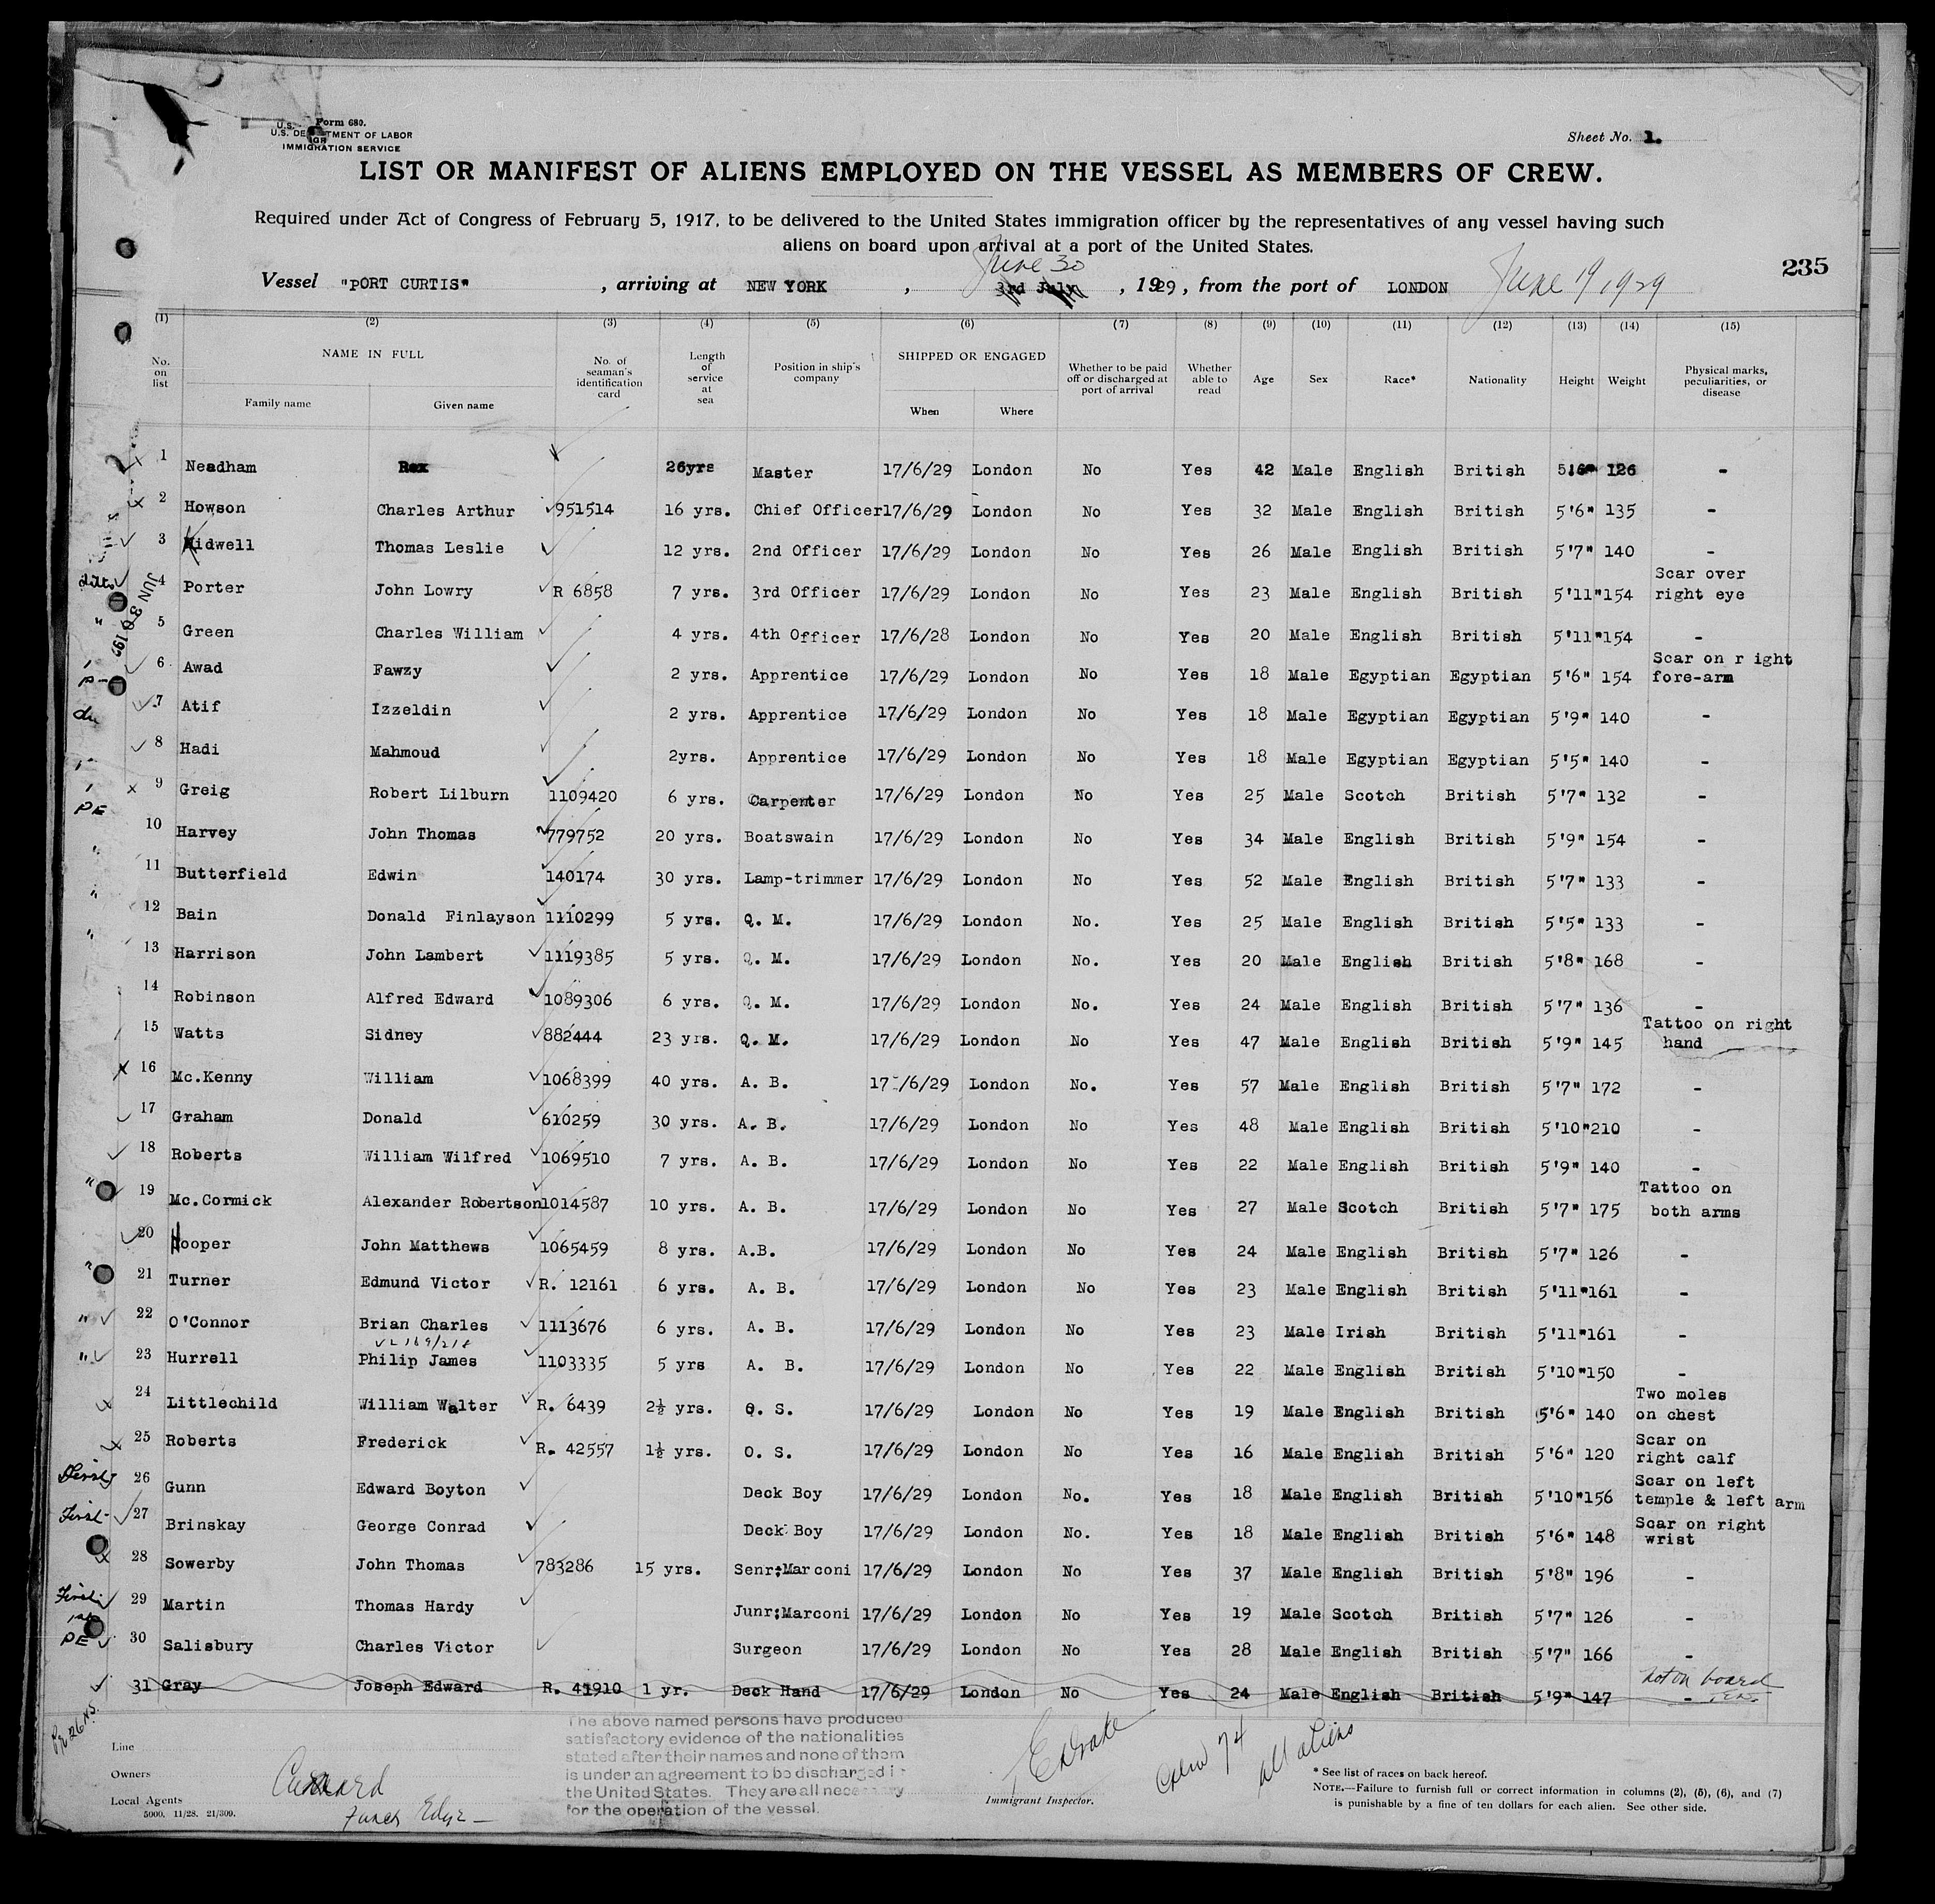 Form 680.
U.S. DEPARTMENT OF LABOR
IMMIGRATION SERVICE
Sheet No. 1.
LIST OR MANIFEST OF ALIENS EMPLOYED ON THE VESSEL AS MEMBERS OF CREW.
Required under Act of Congress of February 5, 1917, to be delivered to the United States immigration officer by the representatives of any vessel having such
aliens on board upon arrival at a port of the United States.
June 30
235
Vessel "PORT CURTIS" , arriving at NEW YORK , 3rd July , 1929 , from the port of LONDON June 19 1929
(1) (2) (3) (4) (5) (6) (7) (8) (9) (10) (11) (12) (13) (14) (15)
No. on list NAME IN FULL Family name Given name No. of seaman's identification card Length of service at sea Position in ship's company SHIPPED OR ENGAGED When Where Whether to be paid off or discharged at port of arrival Whether able to read Age Sex Race* Nationality Height Weight Physical marks, peculiarities, or disease
1 Neadham Rex 26yrs Master 17/6/29 London No Yes 42 Male English British 5'6" 126 -
2 Howson Charles Arthur 951514 16 yrs. Chief Officer 17/6/29 London No Yes 32 Male English British 5'6" 135 -
3 Kidwell Thomas Leslie 12 yrs. 2nd Officer 17/6/29 London No Yes 26 Male English British 5'7" 140 -
4 Porter John Lowry R 6858 7 yrs. 3rd Officer 17/6/29 London No Yes 23 Male English British 5'11" 154 Scar over right eye
5 Green Charles William 4 yrs. 4th Officer 17/6/28 London No Yes 20 Male English British 5'11" 154 -
6 Awad Fawzy 2 yrs. Apprentice 17/6/29 London No Yes 18 Male Egyptian Egyptian 5'6" 154 Scar on r ight fore-arm
7 Atif Izzeldin 2 yrs. Apprentice 17/6/29 London No Yes 18 Male Egyptian Egyptian 5'9" 140 -
8 Hadi Mahmoud 2yrs. Apprentice 17/6/29 London No Yes 18 Male Egyptian Egyptian 5'5" 140 -
9 Greig Robert Lilburn 1109420 6 yrs. Carpenter 17/6/29 London No Yes 25 Male Scotch British 5'7" 132 -
10 Harvey John Thomas 779752 20 yrs. Boatswain 17/6/29 London No Yes 34 Male English British 5'9" 154 -
11 Butterfield Edwin 140174 30 yrs. Lamp-trimmer 17/6/29 London No Yes 52 Male English British 5'7" 133 -
12 Bain Donald Finlayson 1110299 5 yrs. Q. M. 17/6/29 London No. Yes 25 Male English British 5'5" 133 -
13 Harrison John Lambert 1119385 5 yrs. Q. M. 17/6/29 London No. Yes 20 Male English British 5'8" 168 -
14 Robinson Alfred Edward 1089306 6 yrs. Q. M. 17/6/29 London No. Yes 24 Male English British 5'7" 136 -
15 Watts Sidney 882444 23 yrs. Q. M. 17/6/29 London No Yes 47 Male English British 5'9" 145 Tattoo on right hand
16 Mc.Kenny William 1068399 40 yrs. A. B. 17/6/29 London No. Yes 57 Male English British 5'7" 172 -
17 Graham Donald 610259 30 yrs. A. B. 17/6/29 London No Yes 48 Male English British 5'10" 210 -
18 Roberts William Wilfred 1069510 7 yrs. A. B. 17/6/29 London No Yes 22 Male English British 5'9" 140 -
19 Mc.Cormick Alexander Robertson 1014587 10 yrs. A. B. 17/6/29 London No Yes 27 Male Scotch British 5'7" 175 Tattoo on both arms
20 Hooper John Matthews 1065459 8 yrs. A.B. 17/6/29 London No Yes 24 Male English British 5'7" 126 -
21 Turner Edmund Victor R. 12161 6 yrs. A. B. 17/6/29 London No Yes 23 Male English British 5'11" 161 -
22 O'Connor Brian Charles 1113676 6 yrs. A. B. 17/6/29 London No Yes 23 Male Irish British 5'11" 161 -
23 Hurrell Philip James 1103335 5 yrs A. B. 17/6/29 London No Yes 22 Male English British 5'10" 150 -
24 Littlechild William Walter R. 6439 2½ yrs. O. S. 17/6/29 London No Yes 19 Male English British 5'6" 140 Two moles on chest
25 Roberts Frederick R. 42557 1½ yrs. O. S. 17/6/29 London No Yes 16 Male English British 5'6" 120 Scar on right calf
26 Gunn Edward Boyton Deck Boy 17/6/29 London No. Yes 18 Male English British 5'10" 156 Scar on left temple & left arm
27 Brinskay George Conrad Deck Boy 17/6/29 London No. Yes 18 Male English British 5'6" 148 Scar on right wrist
28 Sowerby John Thomas 783286 15 yrs. Senr:Marconi 17/6/29 London No Yes 37 Male English British 5'8" 196 -
29 Martin Thomas Hardy Junr:Marconi 17/6/29 London No Yes 19 Male Scotch British 5'7" 126 -
30 Salisbury Charles Victor Surgeon 17/6/29 London No Yes 28 Male English British 5'7" 166 -
31 Gray Joseph Edward R. 41910 1 yr. Deck Hand 17/6/29 London No Yes 24 Male English British 5'9" 147 - not on board
The above named persons have produced
satisfactory evidence of the nationalities
stated after their names and none of them
is under an agreement to be discharged in
the United States. They are all necessary
for the operation of the vessel.
Line
Owners Cunard
Local Agents Funch Edye
5000. 11/28. 21/309.
E Drake
Immigrant Inspector.
Crew 74
all aliens
* See list of races on back hereof.
NOTE.—Failure to furnish full or correct information in columns (2), (5), (6), and (7)
is punishable by a fine of ten dollars for each alien. See other side.